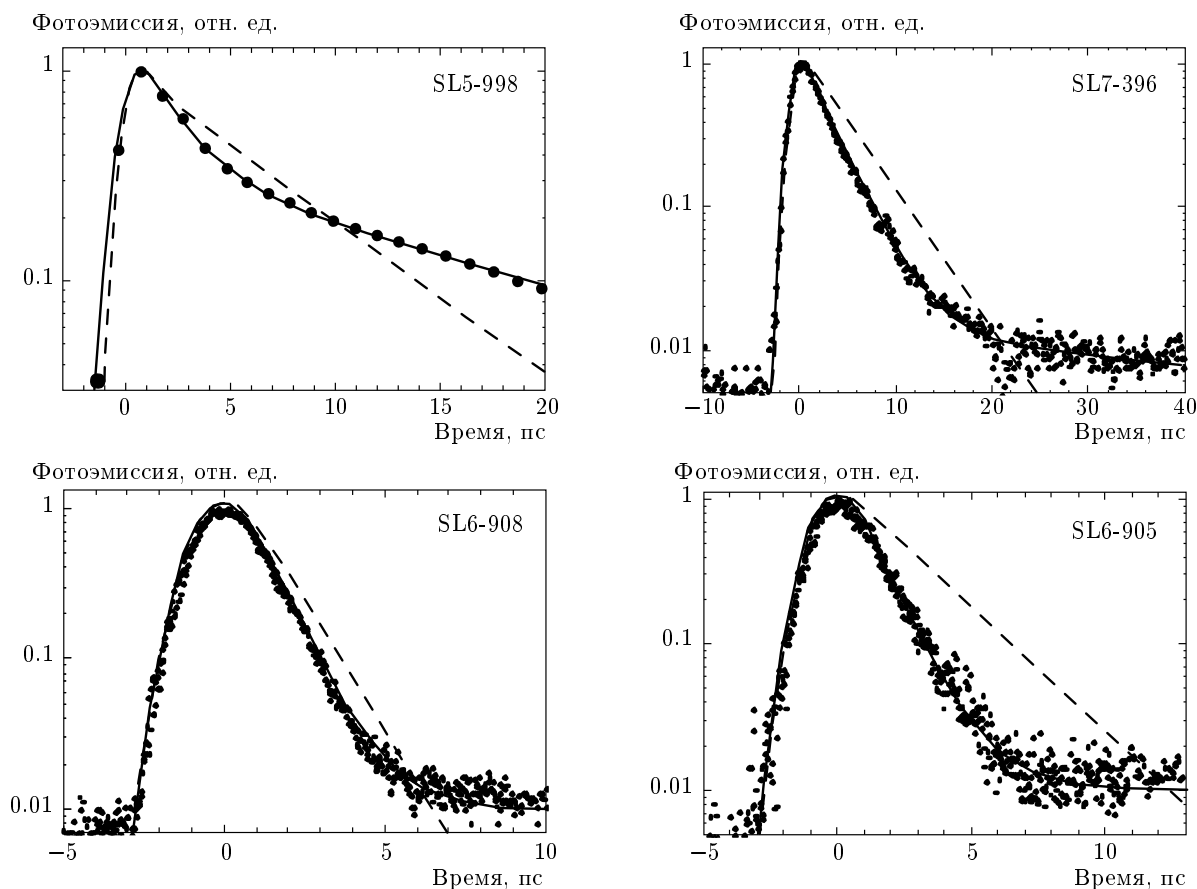 Фотоэмиссия, отн. ед.
1
0.1
SL5-998
0 5 10 15 20
Время, пс
Фотоэмиссия, отн. ед.
1
0.1
0.01
SL7-396
−10 0 10 20 30 40
Время, пс
Фотоэмиссия, отн. ед.
1
0.1
0.01
SL6-908
−5 0 5 10
Время, пс
Фотоэмиссия, отн. ед.
1
0.1
0.01
SL6-905
−5 0 5 10
Время, пс